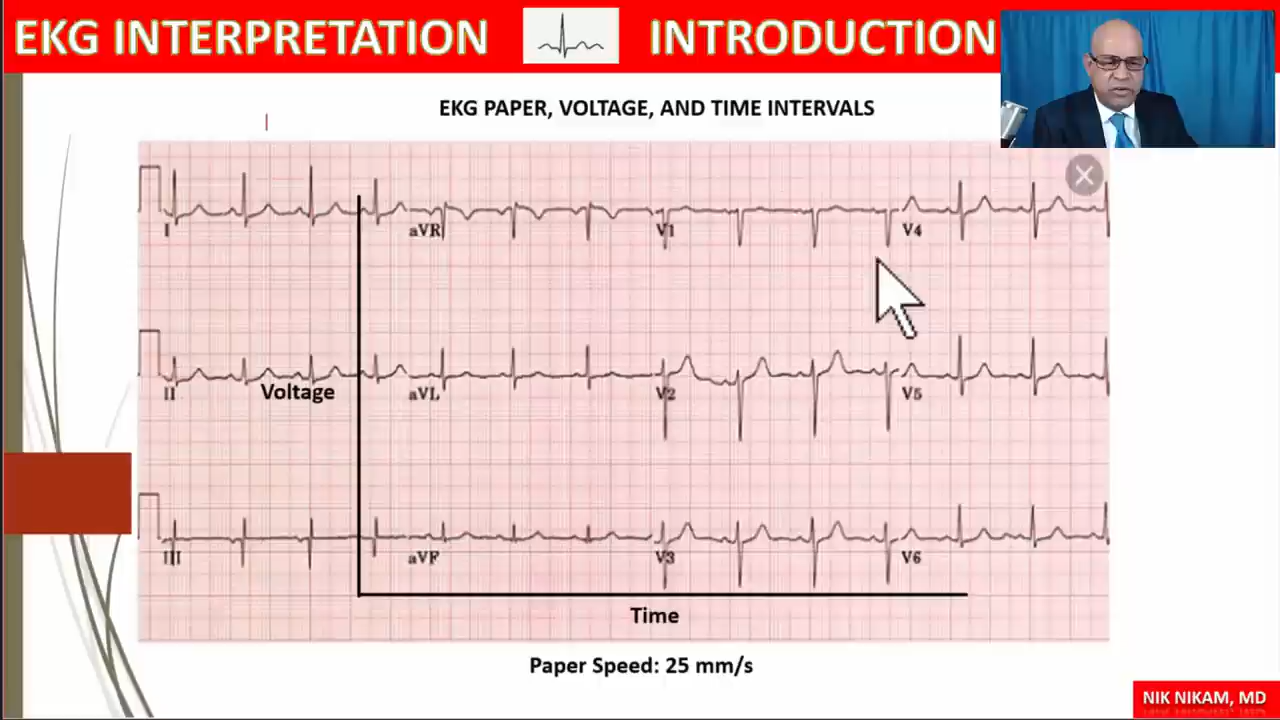 EKG INTERPRETATION INTRODUCTION
EKG PAPER, VOLTAGE, AND TIME INTERVALS
I aVR V1 V4
II Voltage aVL V2 V5
III aVF V3 V6
Time
Paper Speed: 25 mm/s
NIK NIKAM, MD